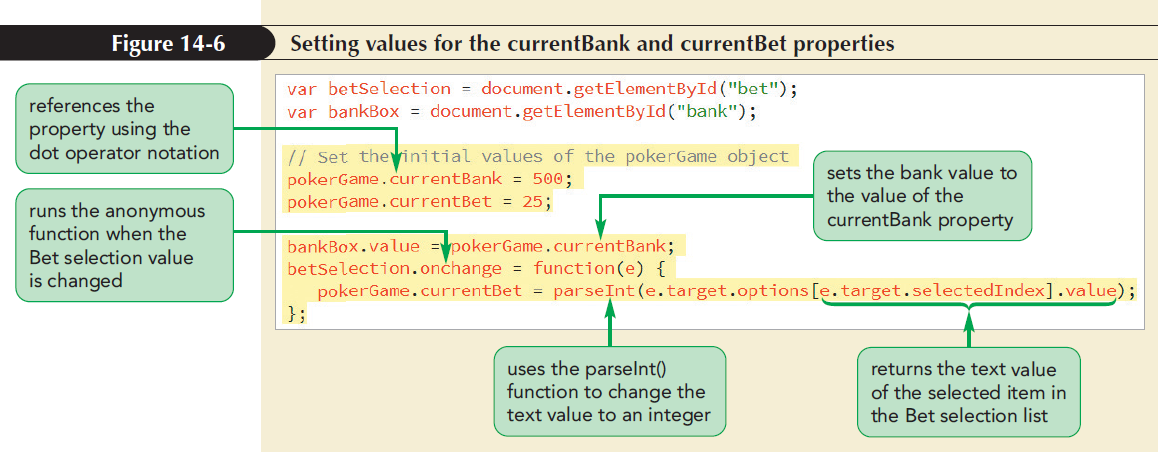 Figure 14-6
Setting values for the currentBank and currentBet properties
references the
property using the
dot operator notation
runs the anonymous
function when the
Bet selection value
is changed
var betSelection = document.getElementById("bet");
var bankBox = document.getElementById("bank");
// Set the initial values of the pokerGame object
pokerGame.currentBank = 500;
pokerGame.currentBet = 25;
bankBox.value = pokerGame.currentBank;
betSelection.onchange = function(e) {
pokerGame.currentBet = parseInt(e.target.options[e.target.selectedIndex].value);
};
sets the bank value to
the value of the
currentBank property
uses the parseInt()
function to change the
text value to an integer
returns the text value
of the selected item in
the Bet selection list